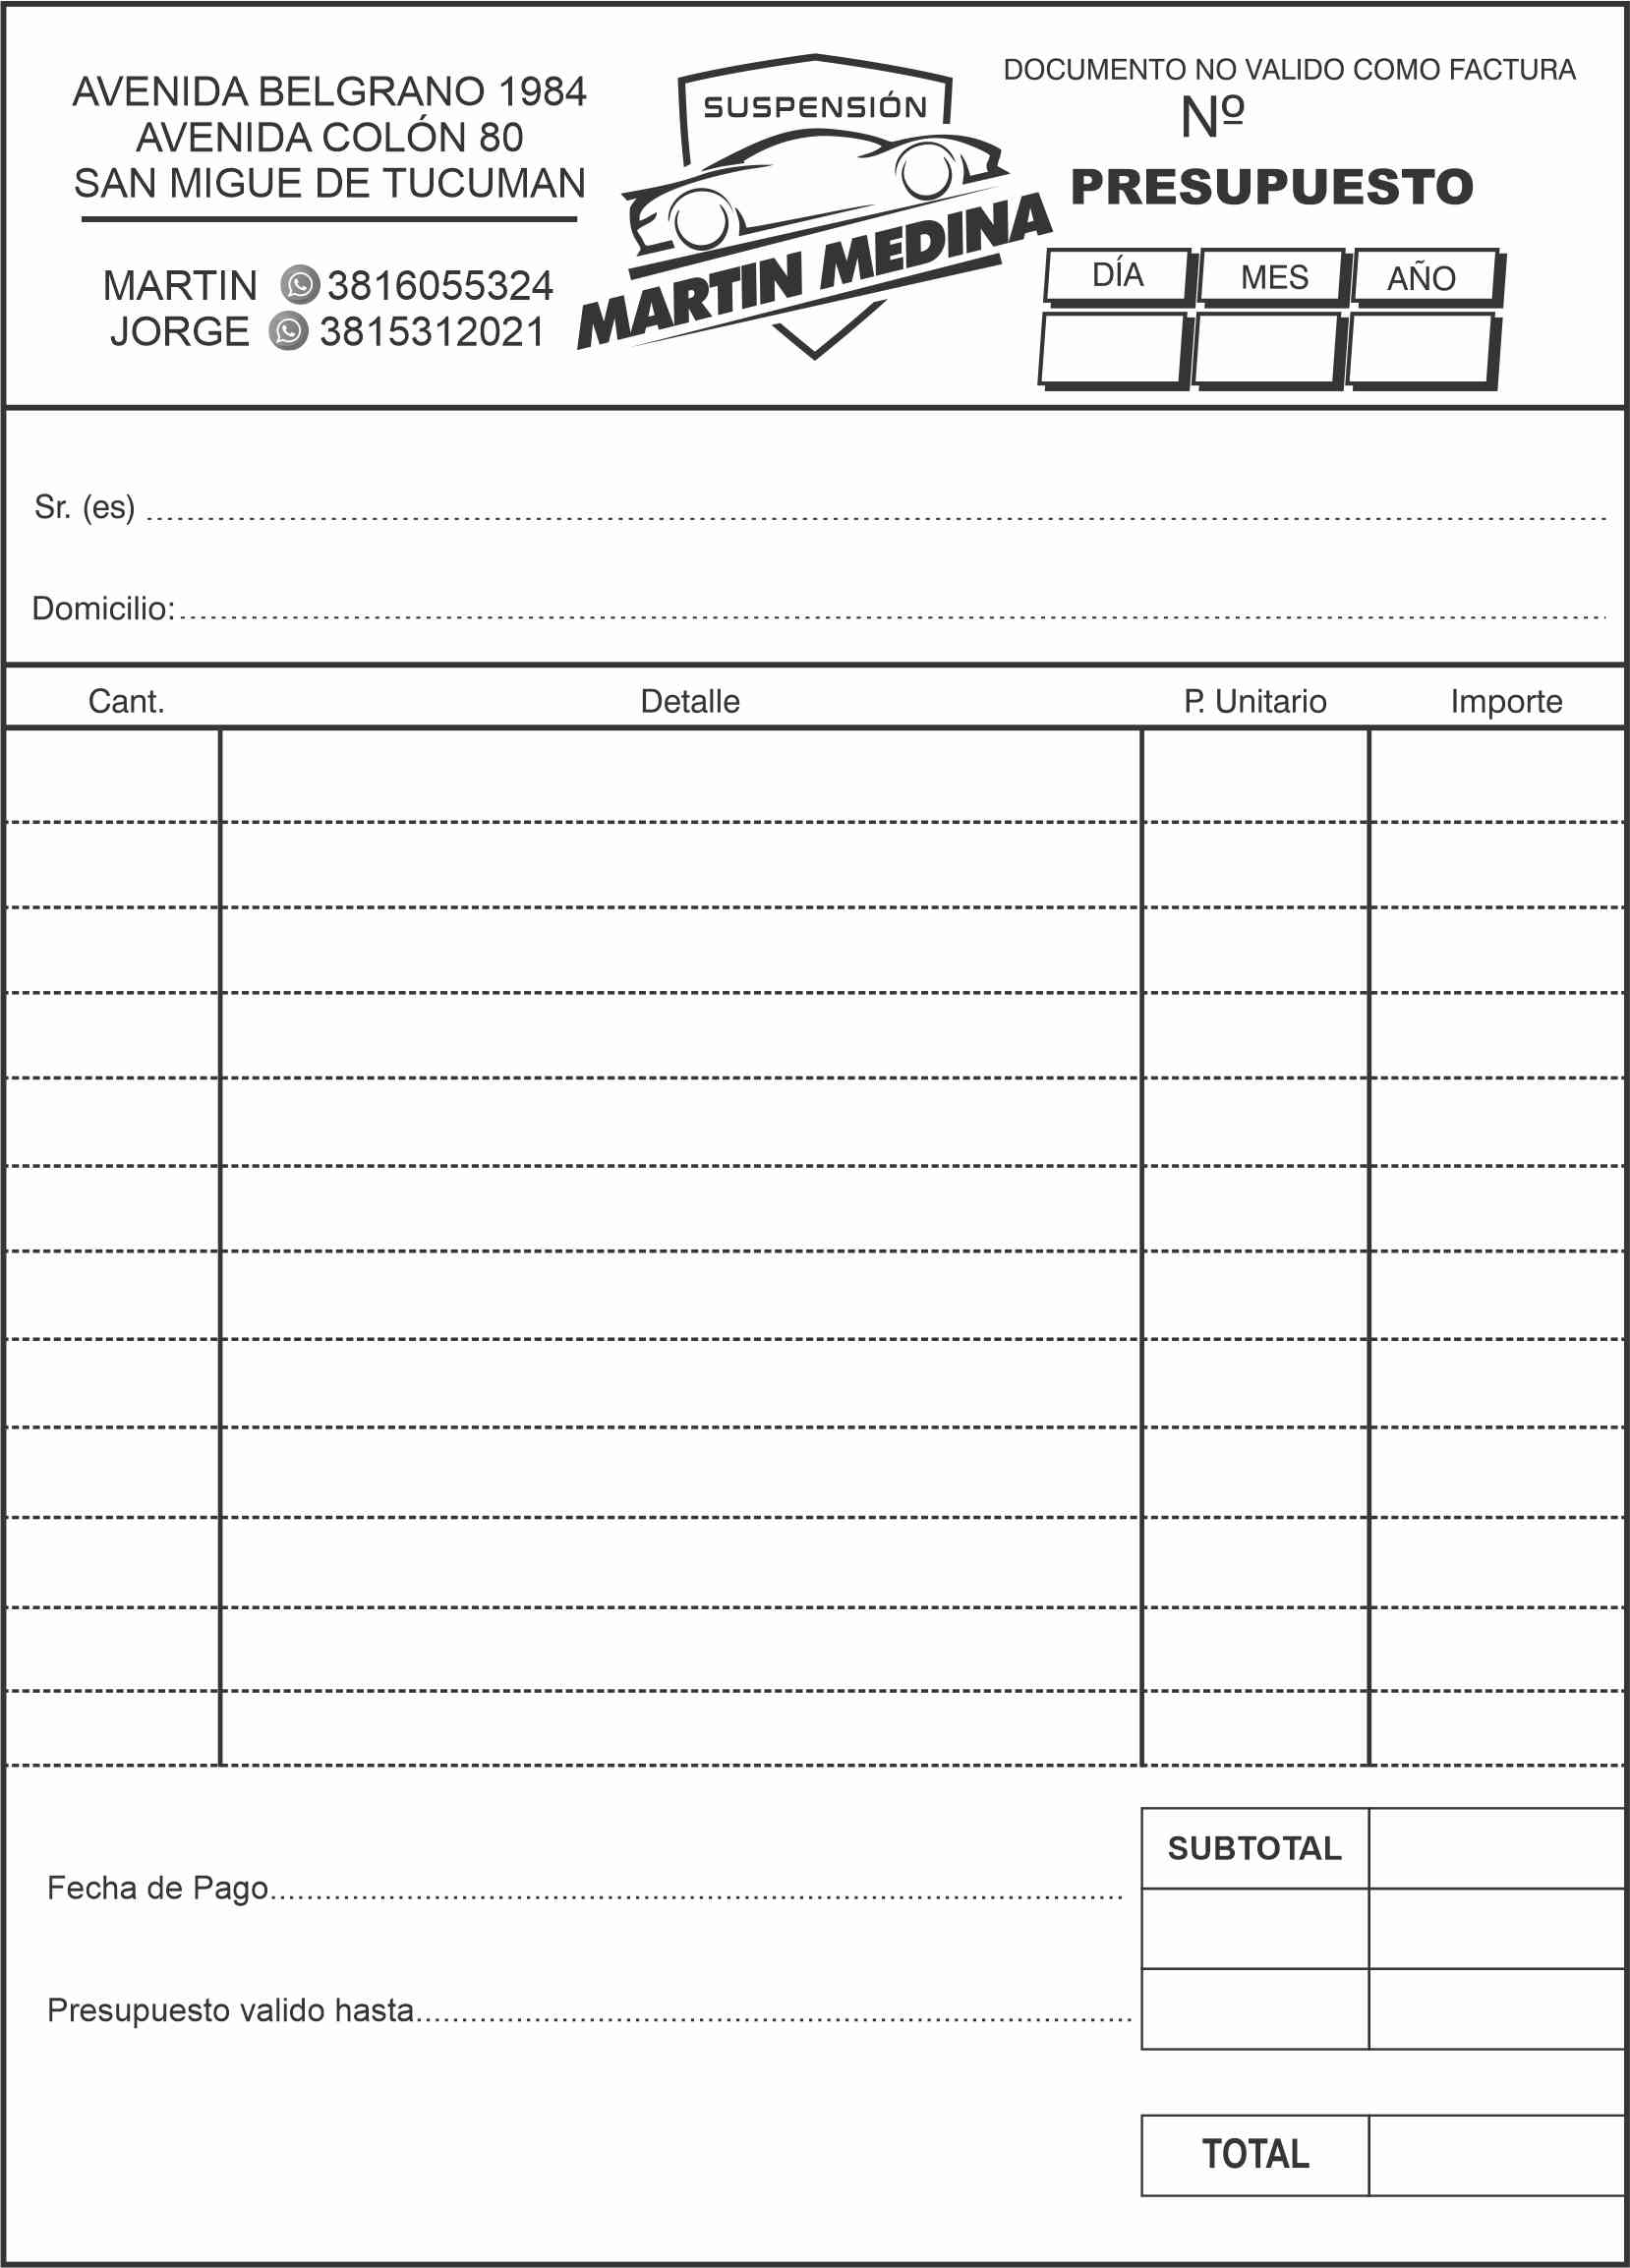 AVENIDA BELGRANO 1984
AVENIDA COLÓN 80
SAN MIGUE DE TUCUMAN
MARTIN 3816055324
JORGE 3815312021
SUSPENSIÓN
MARTIN MEDINA
DOCUMENTO NO VALIDO COMO FACTURA
Nº
PRESUPUESTO
DÍA MES AÑO
Sr. (es)
Domicilio:
Cant. Detalle P. Unitario Importe
SUBTOTAL
Fecha de Pago
Presupuesto valido hasta
TOTAL